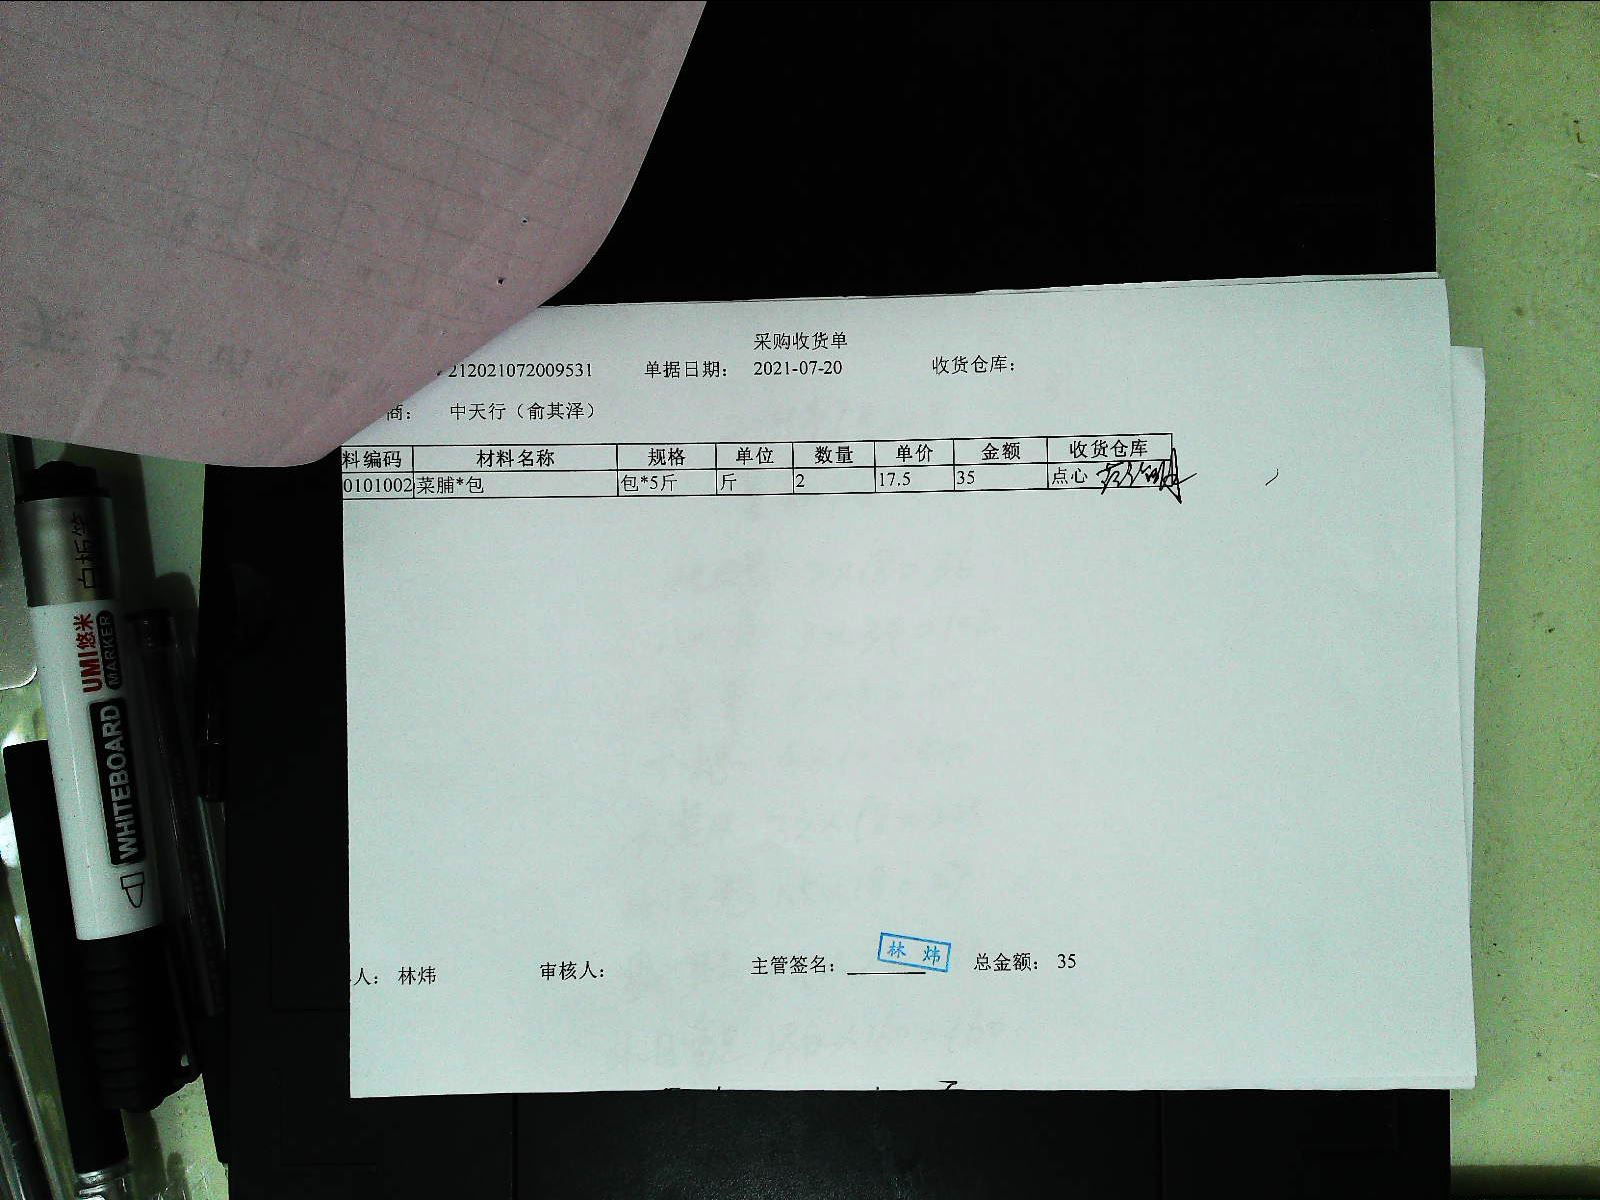 采购收货单
212021072009531 单据日期: 2021-07-20 收货仓库:
商: 中天行（俞其泽）
料编码 材料名称 规格 单位 数量 单价 金额 收货仓库
0101002 菜脯*包 包*5斤 斤 2 17.5 35 点心
人: 林炜 审核人: 主管签名: 林 炜 总金额: 35
白板笔
UMI悠米
MARKER
WHITEBOARD